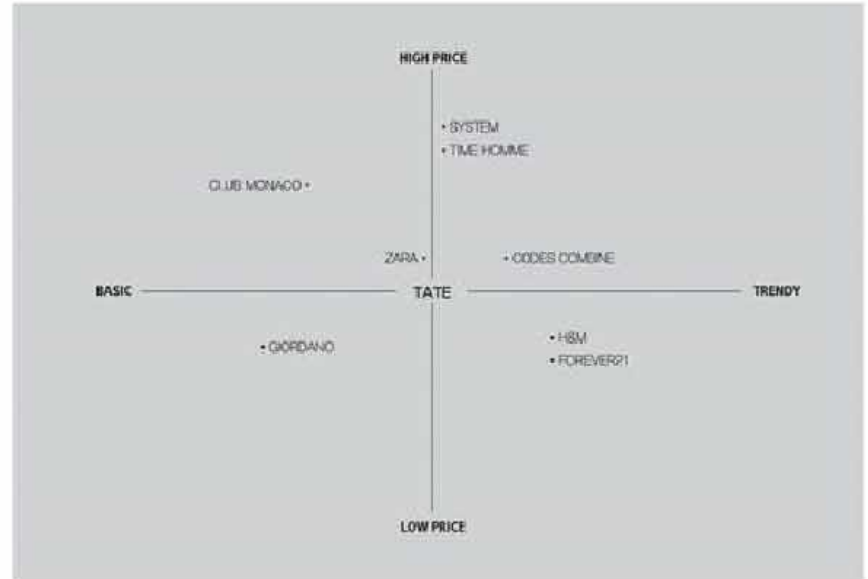 HIGH PRICE
• SYSTEM
• TIME HOMME
CLUB MONACO •
ZARA •
• CODES COMBINE
BASIC
TATE
TRENDY
• H&M
• GIORDANO
• FOREVER21
LOW PRICE